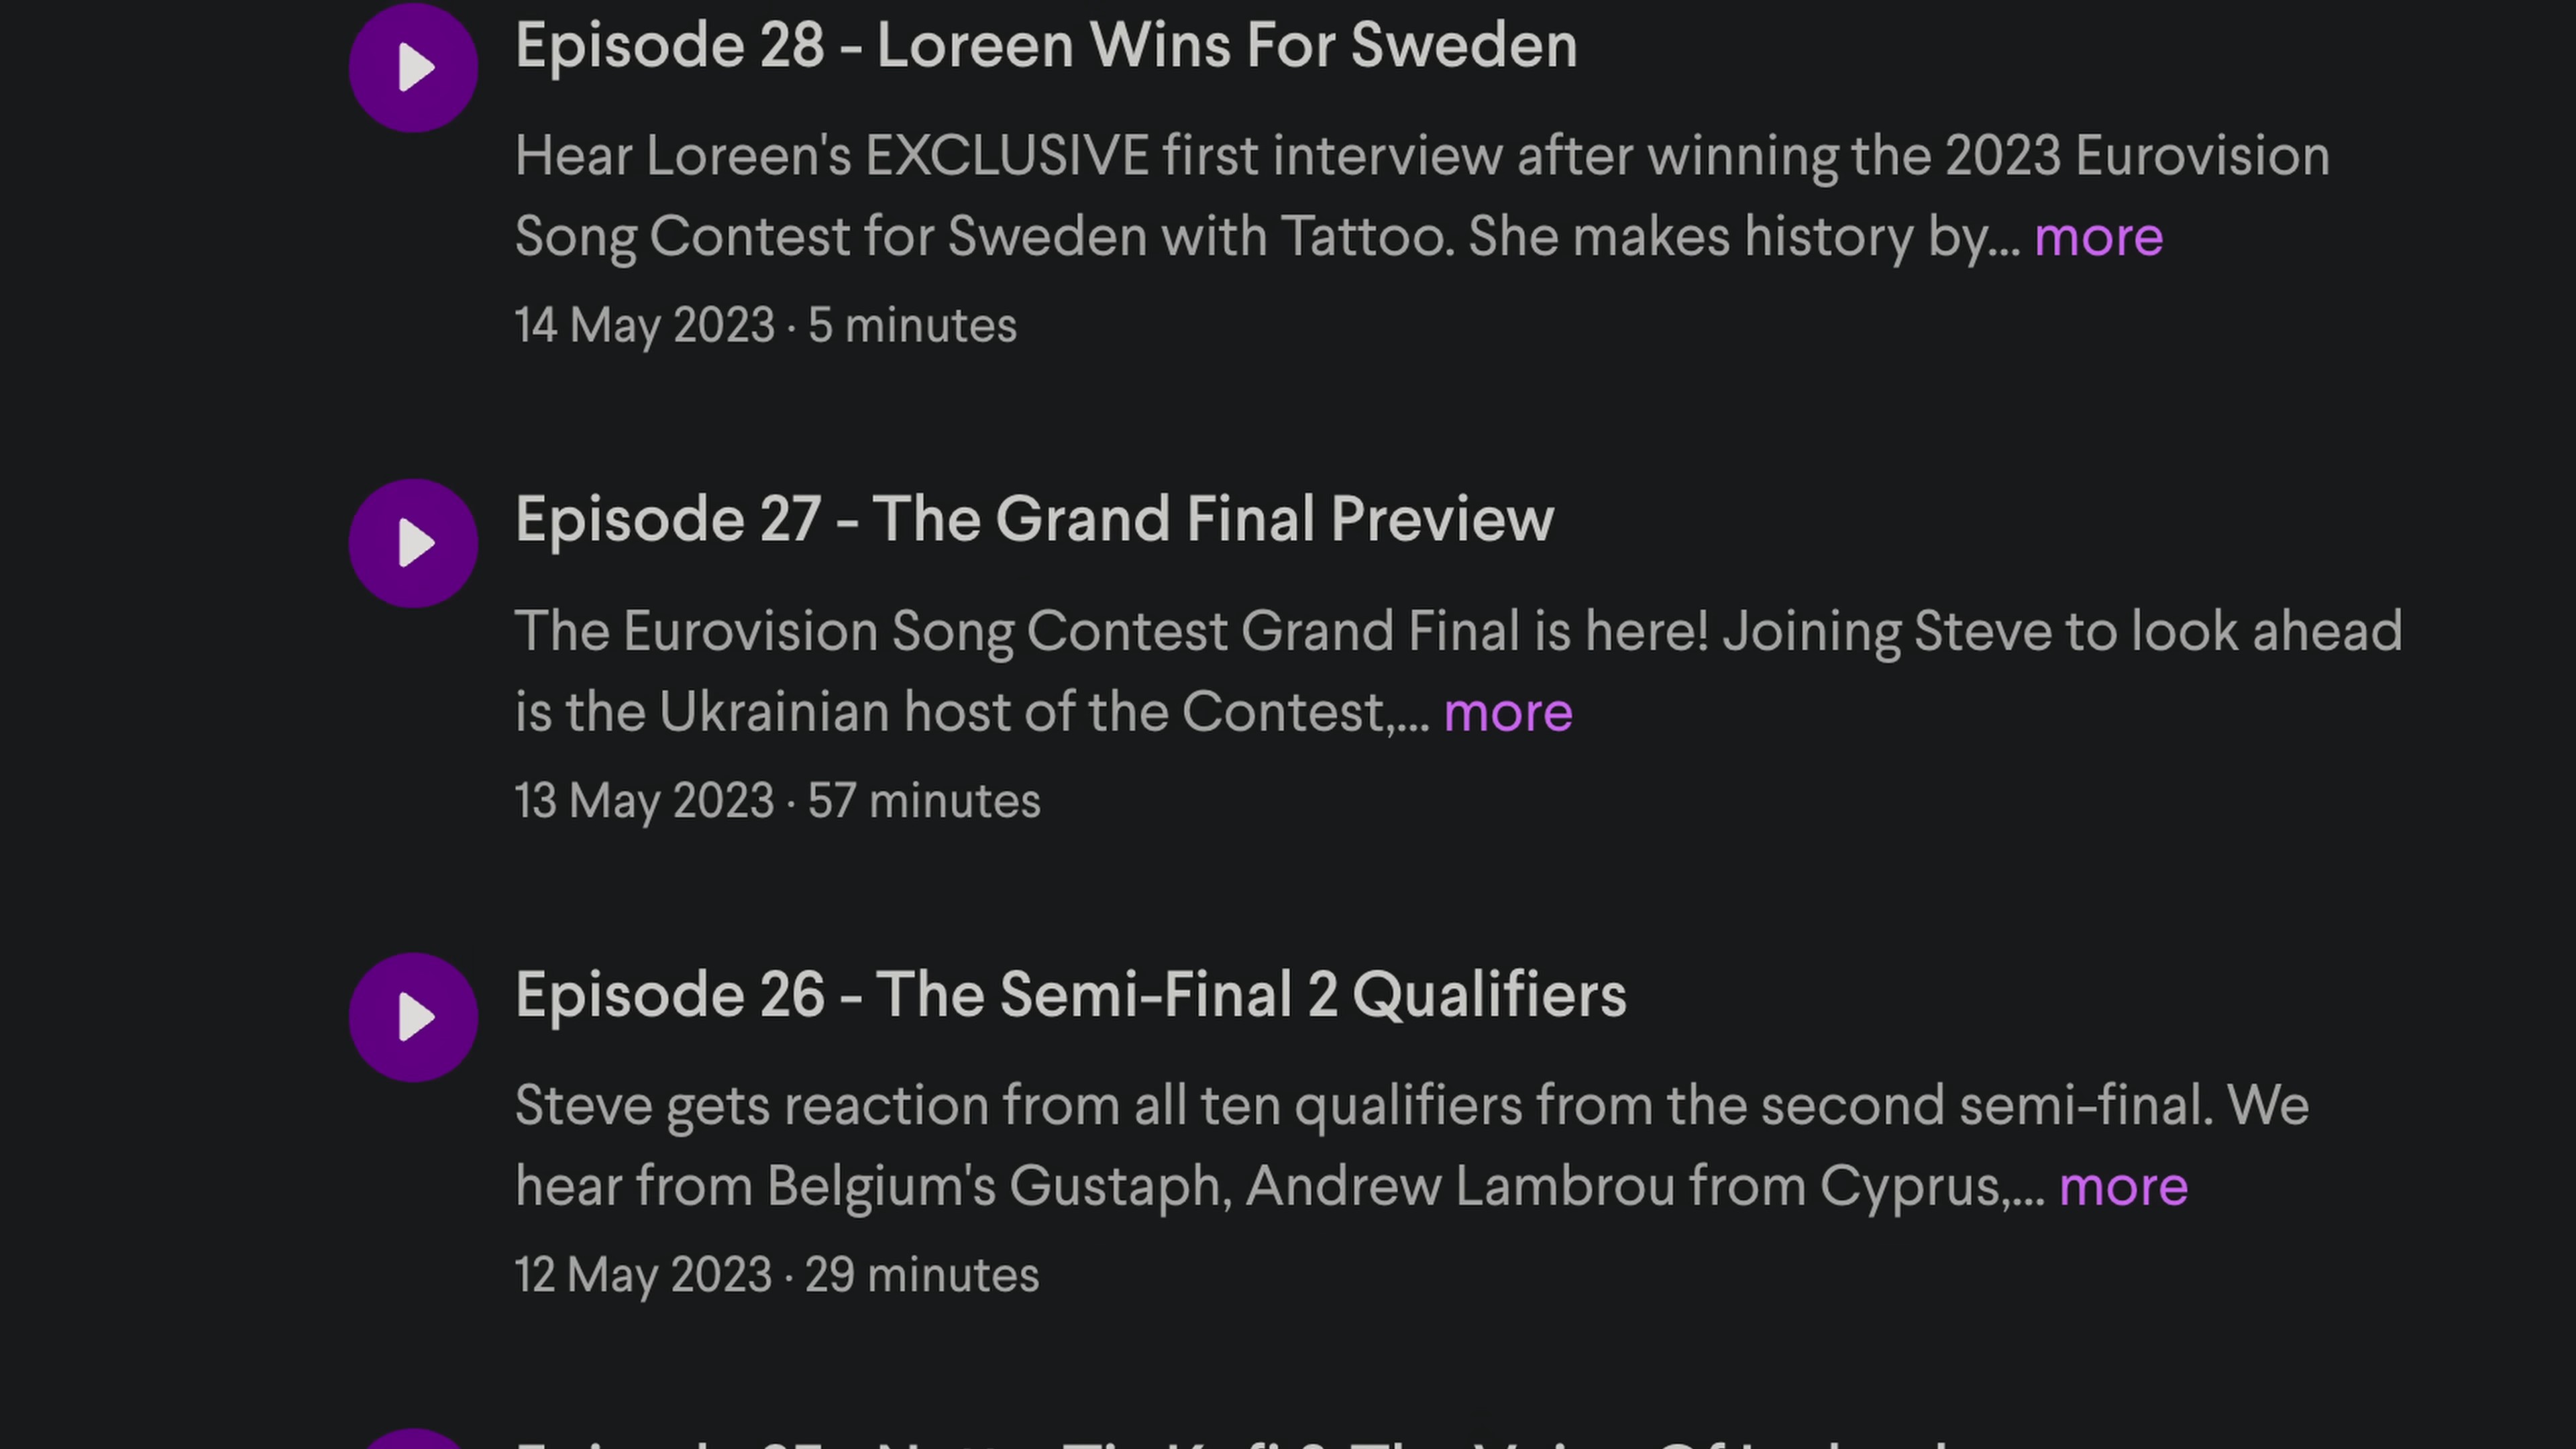 Episode 28 - Loreen Wins For Sweden
Hear Loreen's EXCLUSIVE first interview after winning the 2023 Eurovision
Song Contest for Sweden with Tattoo. She makes history by... more
14 May 2023 · 5 minutes
Episode 27 - The Grand Final Preview
The Eurovision Song Contest Grand Final is here! Joining Steve to look ahead
is the Ukrainian host of the Contest,... more
13 May 2023 · 57 minutes
Episode 26 - The Semi-Final 2 Qualifiers
Steve gets reaction from all ten qualifiers from the second semi-final. We
hear from Belgium's Gustaph, Andrew Lambrou from Cyprus,... more
12 May 2023 · 29 minutes